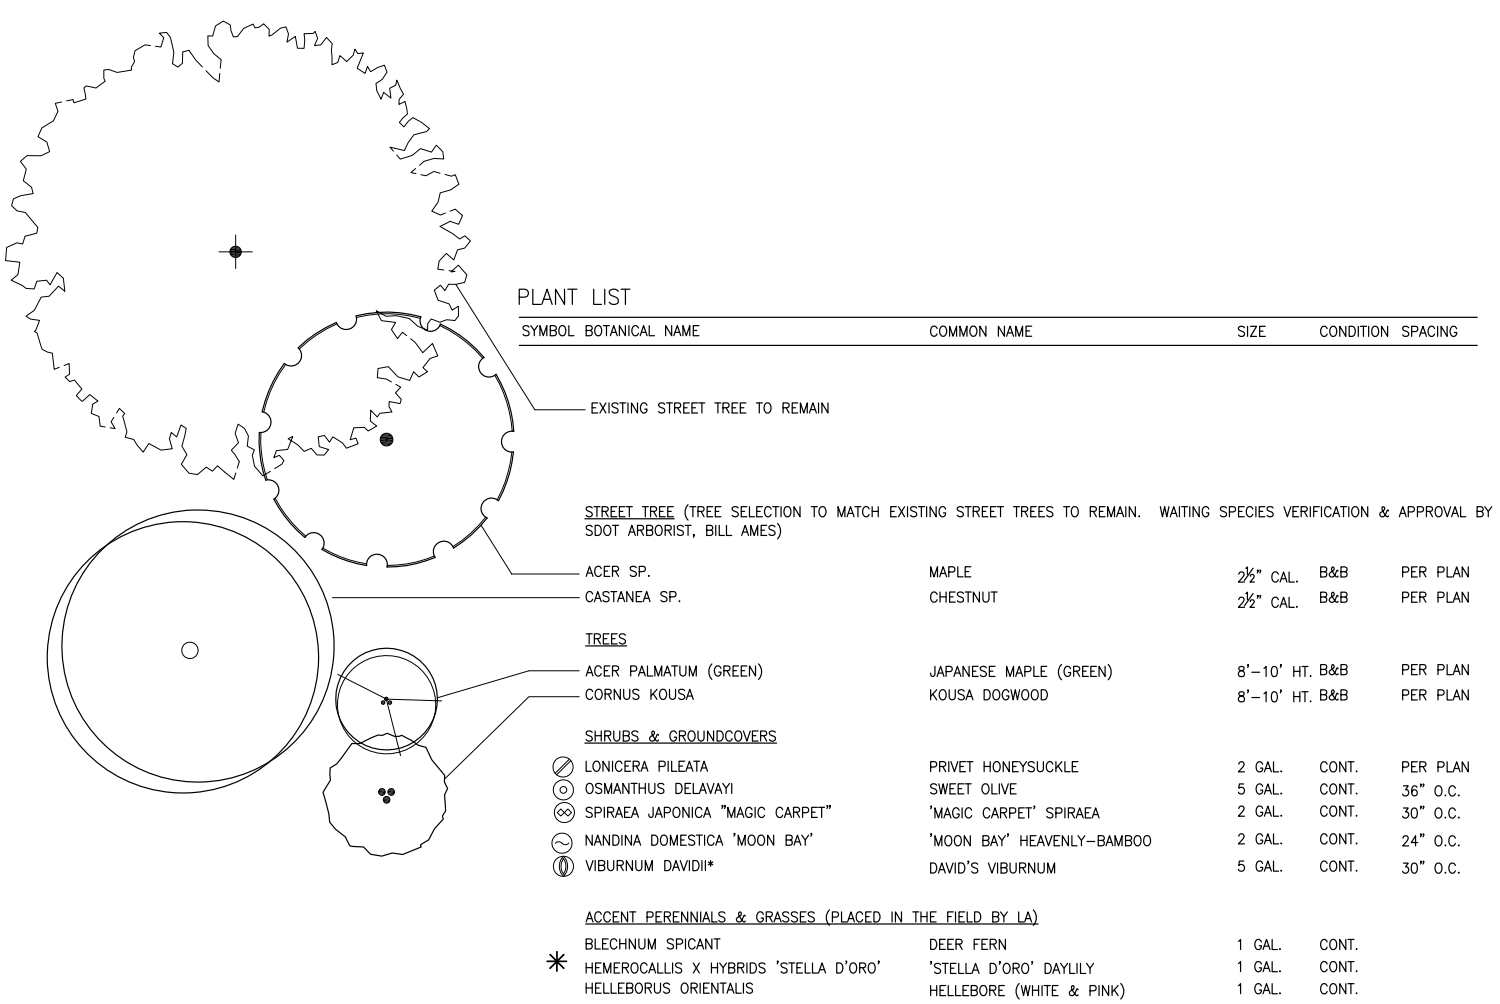 PLANT LIST
SYMBOL BOTANICAL NAME COMMON NAME SIZE CONDITION SPACING
EXISTING STREET TREE TO REMAIN
STREET TREE (TREE SELECTION TO MATCH EXISTING STREET TREES TO REMAIN. WAITING SPECIES VERIFICATION & APPROVAL BY
SDOT ARBORIST, BILL AMES)
ACER SP. MAPLE 2½" CAL. B&B PER PLAN
CASTANEA SP. CHESTNUT 2½" CAL. B&B PER PLAN
TREES
ACER PALMATUM (GREEN) JAPANESE MAPLE (GREEN) 8'-10' HT. B&B PER PLAN
CORNUS KOUSA KOUSA DOGWOOD 8'-10' HT. B&B PER PLAN
SHRUBS & GROUNDCOVERS
LONICERA PILEATA PRIVET HONEYSUCKLE 2 GAL. CONT. PER PLAN
OSMANTHUS DELAVAYI SWEET OLIVE 5 GAL. CONT. 36" O.C.
SPIRAEA JAPONICA "MAGIC CARPET" 'MAGIC CARPET' SPIRAEA 2 GAL. CONT. 30" O.C.
NANDINA DOMESTICA 'MOON BAY' 'MOON BAY' HEAVENLY-BAMBOO 2 GAL. CONT. 24" O.C.
VIBURNUM DAVIDII* DAVID'S VIBURNUM 5 GAL. CONT. 30" O.C.
ACCENT PERENNIALS & GRASSES (PLACED IN THE FIELD BY LA)
BLECHNUM SPICANT DEER FERN 1 GAL. CONT.
HEMEROCALLIS X HYBRIDS 'STELLA D'ORO' 'STELLA D'ORO' DAYLILY 1 GAL. CONT.
HELLEBORUS ORIENTALIS HELLEBORE (WHITE & PINK) 1 GAL. CONT.